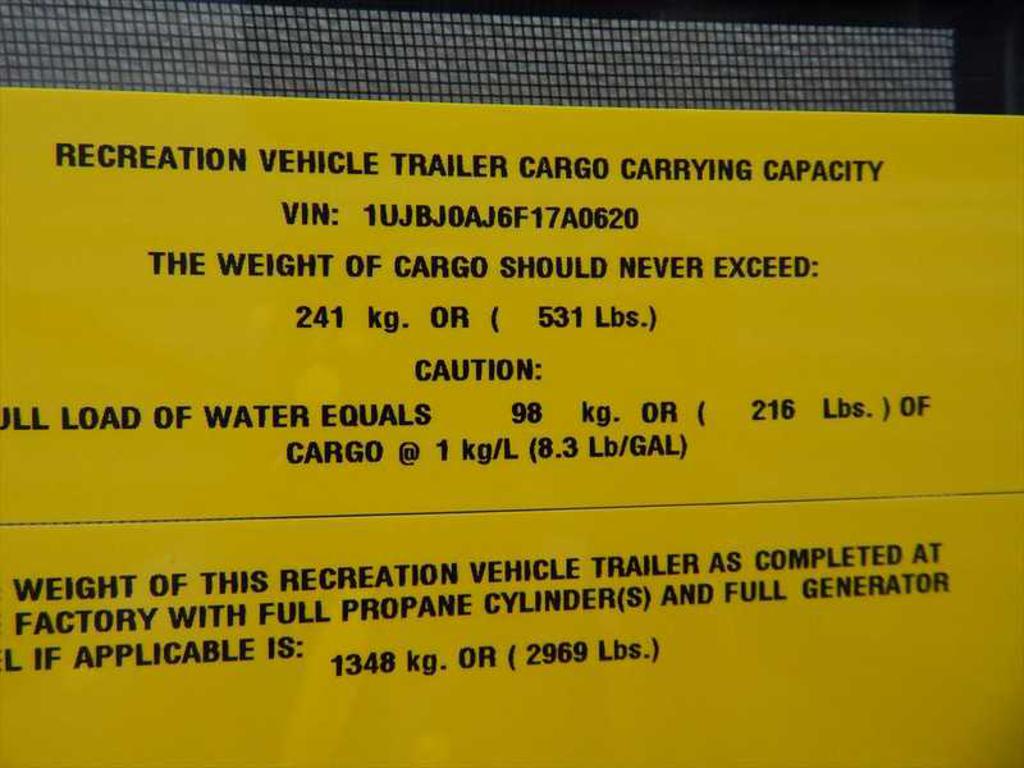 RECREATION VEHICLE TRAILER CARGO CARRYING CAPACITY
VIN: 1UJBJ0AJ6F17A0620
THE WEIGHT OF CARGO SHOULD NEVER EXCEED:
241 kg. OR ( 531 Lbs.)
CAUTION:
ULL LOAD OF WATER EQUALS 98 kg. OR ( 216 Lbs. ) OF
CARGO @ 1 kg/L (8.3 Lb/GAL)
WEIGHT OF THIS RECREATION VEHICLE TRAILER AS COMPLETED AT
FACTORY WITH FULL PROPANE CYLINDER(S) AND FULL GENERATOR
L IF APPLICABLE IS: 1348 kg. OR ( 2969 Lbs.)